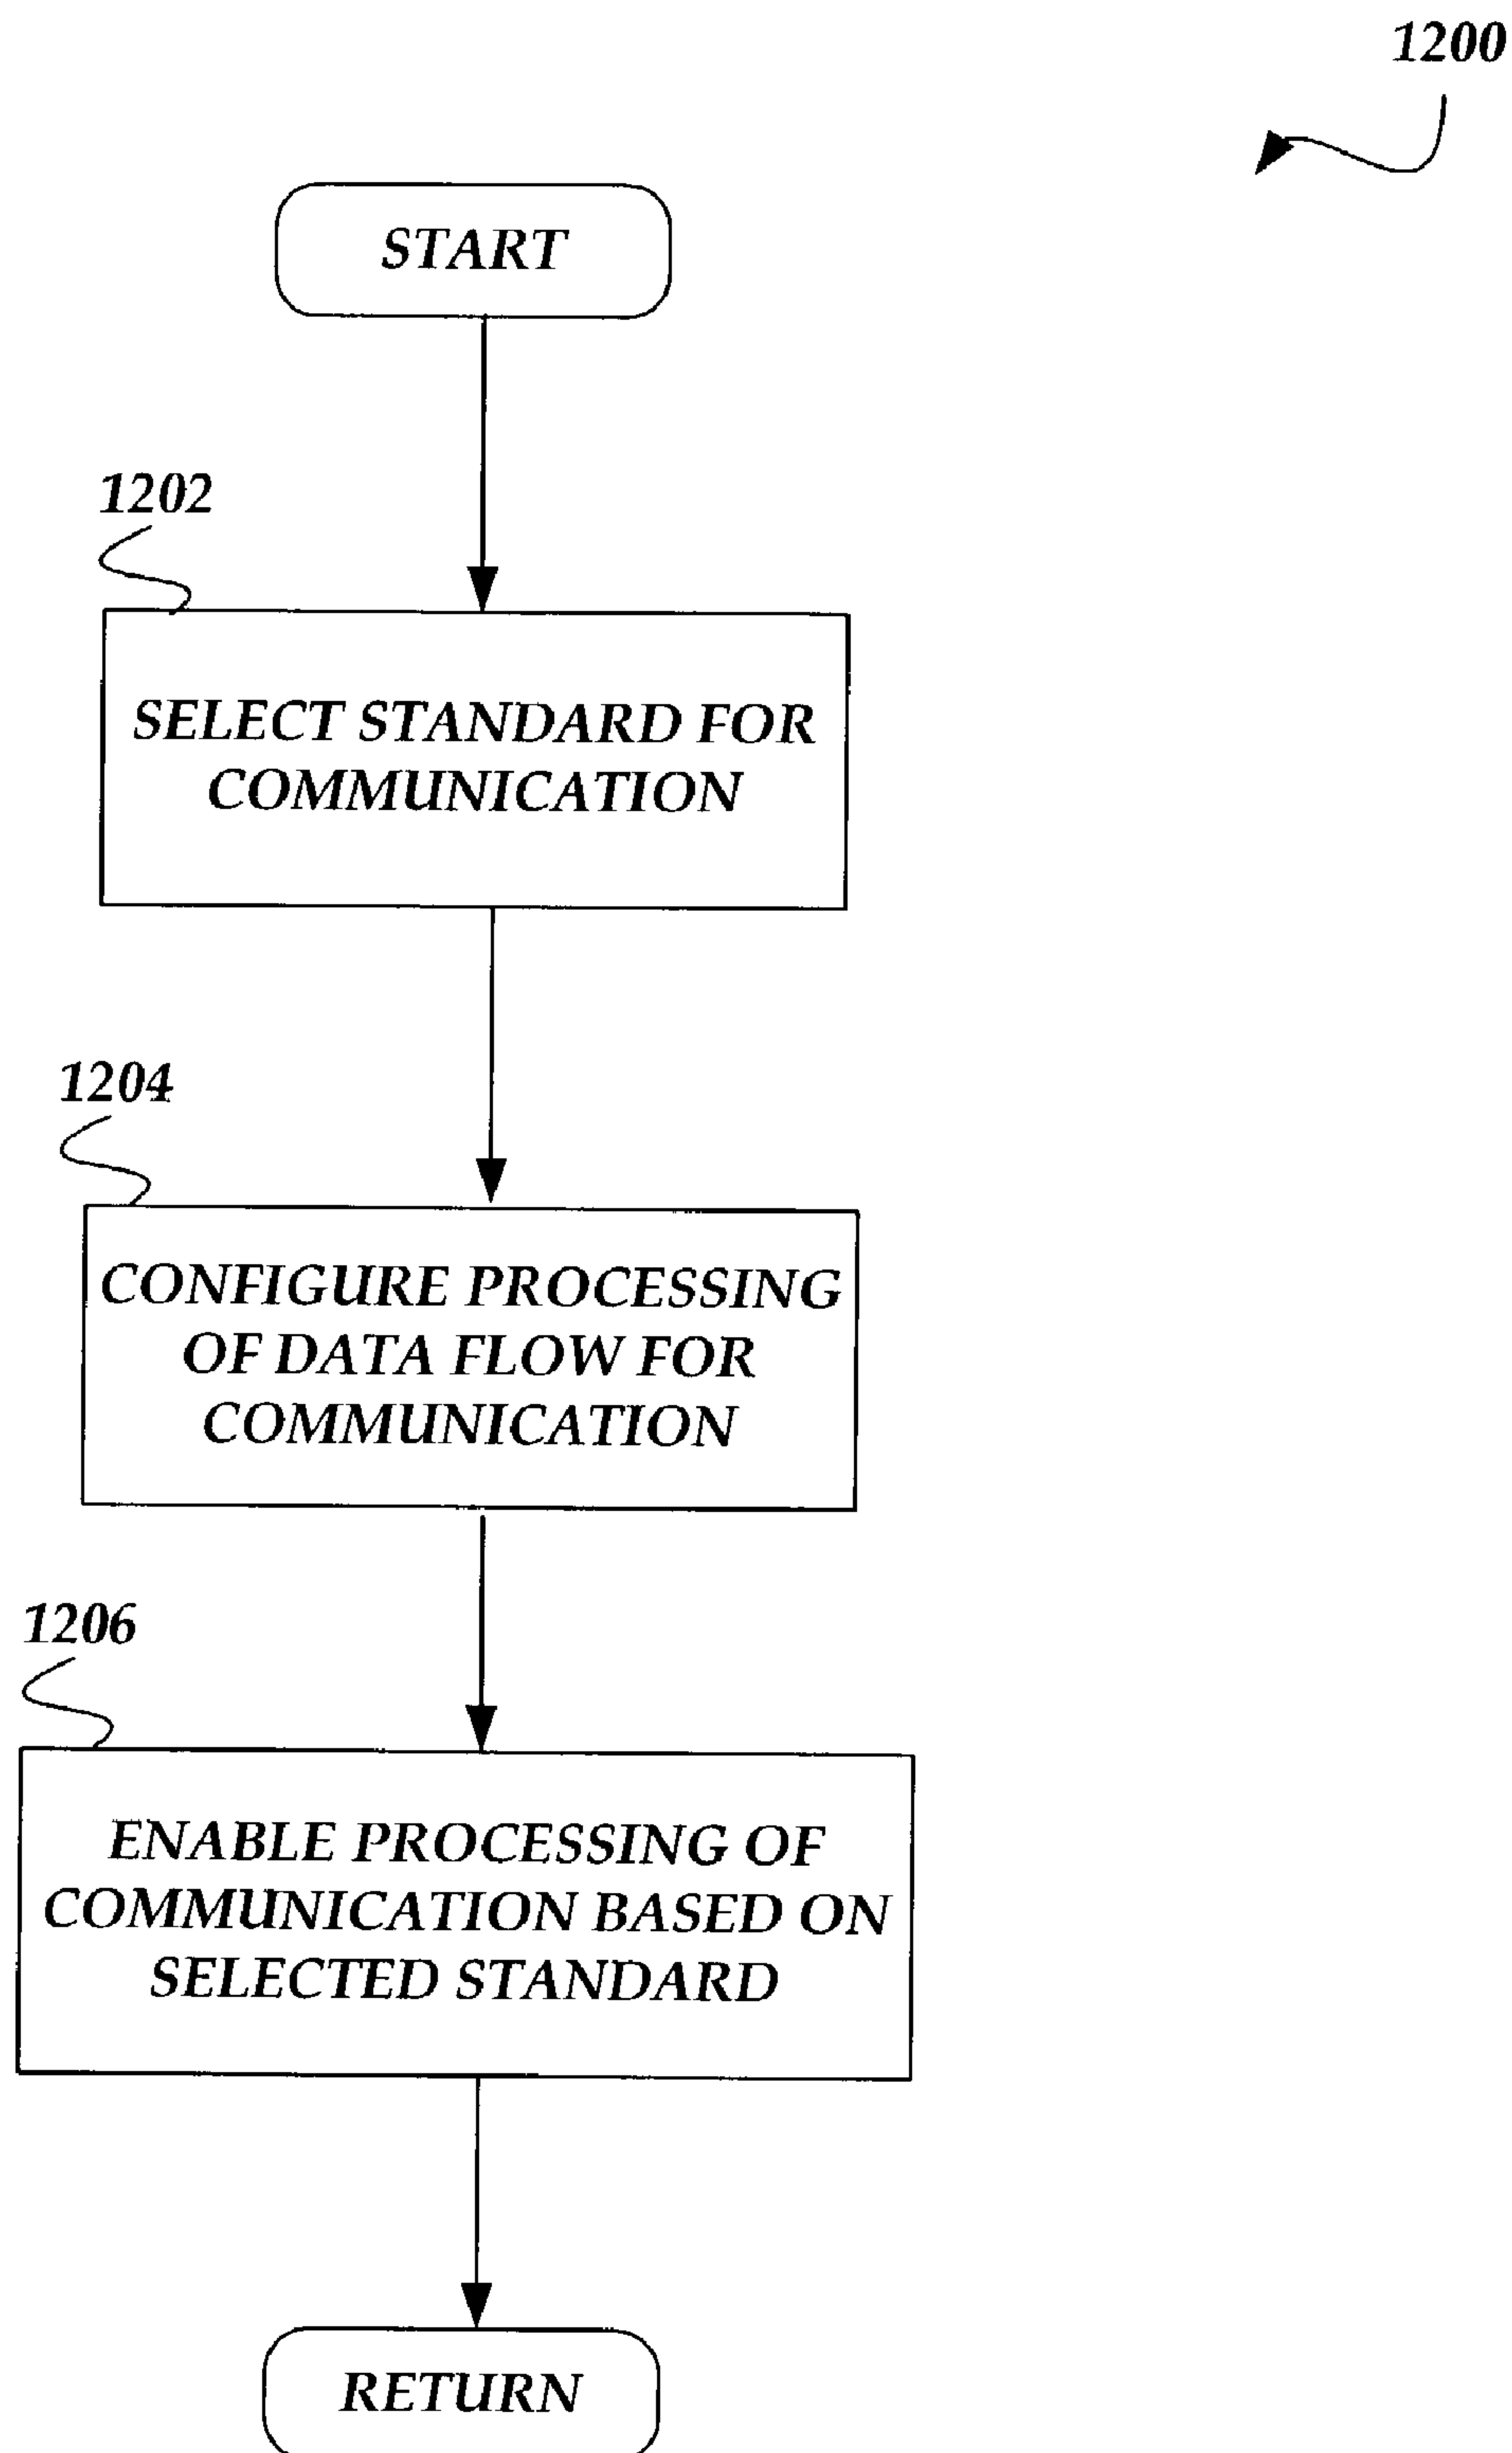 1200
START
1202
SELECT STANDARD FOR
COMMUNICATION
1204
CONFIGURE PROCESSING
OF DATA FLOW FOR
COMMUNICATION
1206
ENABLE PROCESSING OF
COMMUNICATION BASED ON
SELECTED STANDARD
RETURN